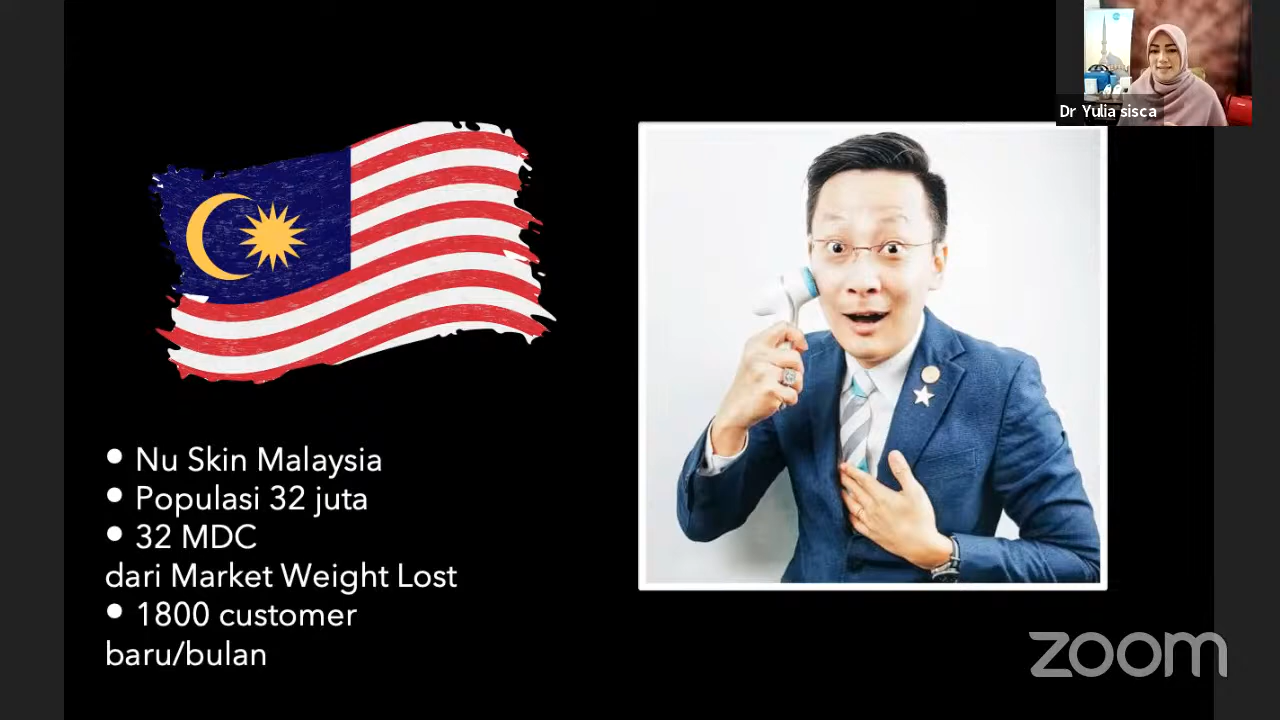 Dr Yulia sisca
• Nu Skin Malaysia
• Populasi 32 juta
• 32 MDC
dari Market Weight Lost
• 1800 customer
baru/bulan
zoom